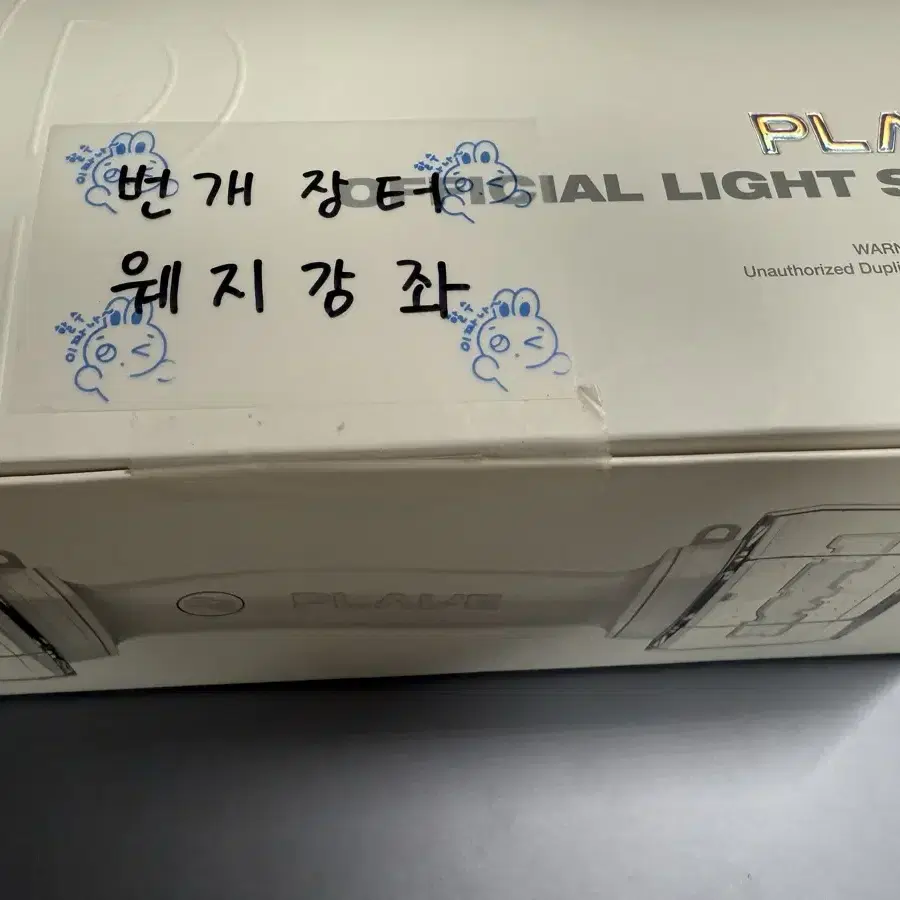 번개 장터
웨지강 좌
OFFICIAL LIGHT S
PLA
WARN
Unauthorized Dupli
PLAVE